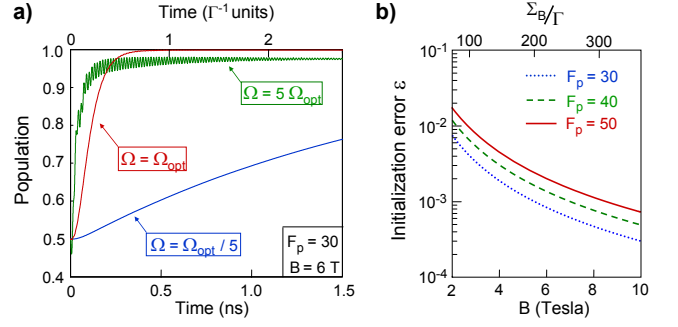 a)
Time (Γ⁻¹ units)
0 1 2
Population
1.0
0.9
0.8
0.7
0.6
0.5
0.4
Ω = 5 Ω_opt
Ω = Ω_opt
Ω = Ω_opt / 5
F_p = 30
B = 6 T
0 0.5 1.0 1.5
Time (ns)
b)
Σ_B/Γ
100 200 300
Initialization error ε
10⁻¹
10⁻²
10⁻³
10⁻⁴
F_p = 30
F_p = 40
F_p = 50
2 4 6 8 10
B (Tesla)